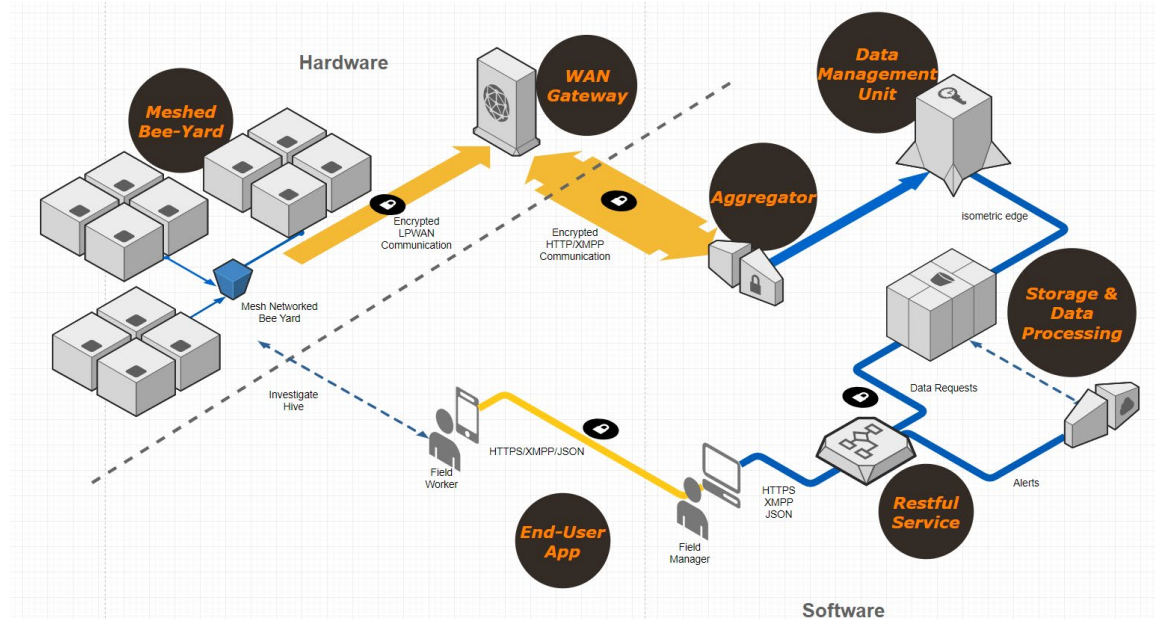 Hardware
Meshed
Bee-Yard
WAN
Gateway
Data
Management
Unit
Aggregator
Encrypted
LPWAN
Communication
Encrypted
HTTP/XMPP
Communication
isometric edge
Mesh Networked
Bee Yard
Storage &
Data
Processing
Investigate
Hive
Data Requests
HTTPS/XMPP/JSON
Field
Worker
HTTPS
XMPP
JSON
Alerts
Restful
Service
End-User
App
Field
Manager
Software